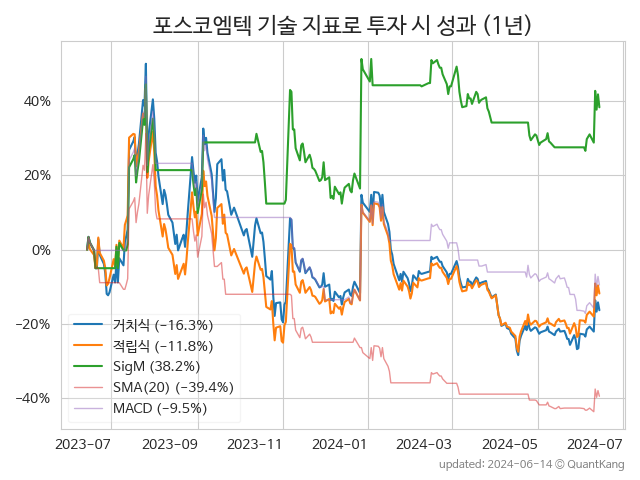 포스코엠텍 기술 지표로 투자 시 성과 (1년)
40%
20%
0%
−20%
−40%
거치식 (−16.3%)
적립식 (−11.8%)
SigM (38.2%)
SMA(20) (−39.4%)
MACD (−9.5%)
2023-07
2023-09
2023-11
2024-01
2024-03
2024-05
2024-07
updated: 2024-06-14 © QuantKang